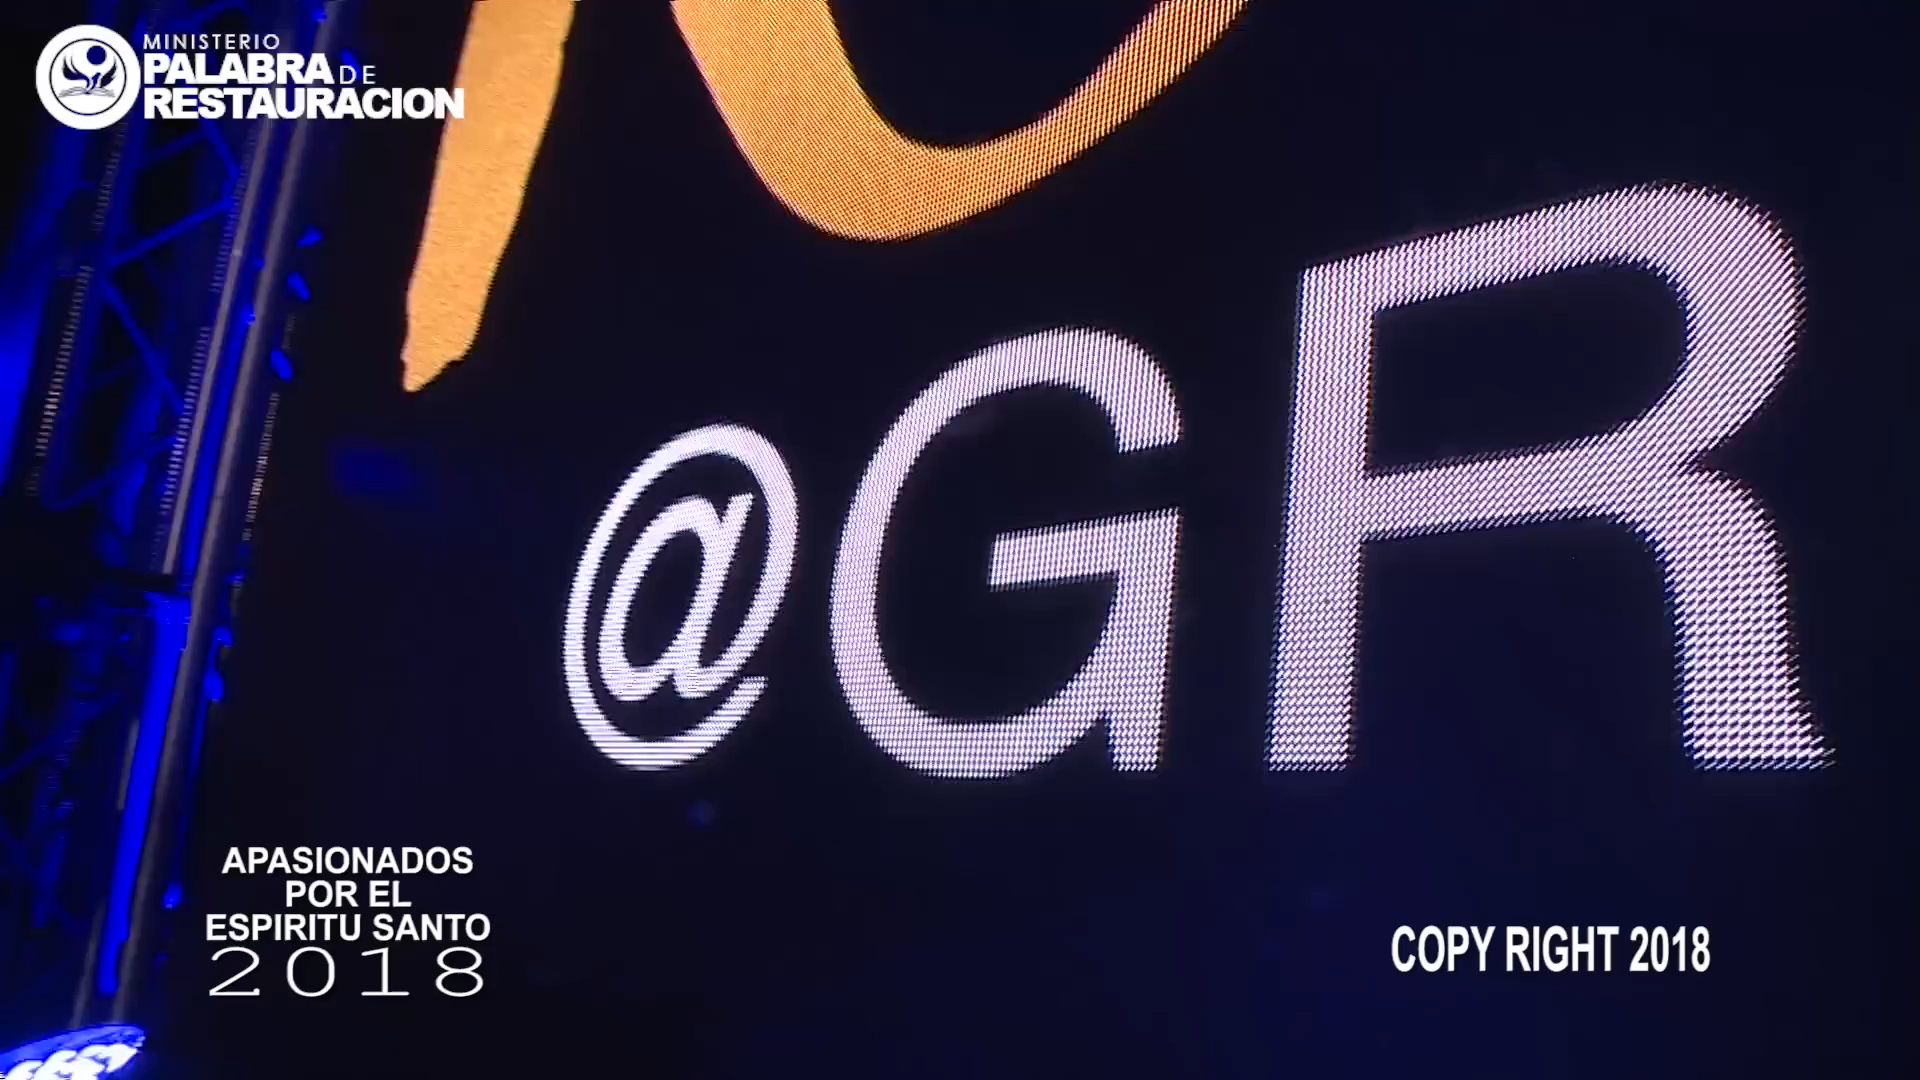 MINISTERIO
PALABRA DE
RESTAURACION
@GR
APASIONADOS
POR EL
ESPIRITU SANTO
2018
COPY RIGHT 2018